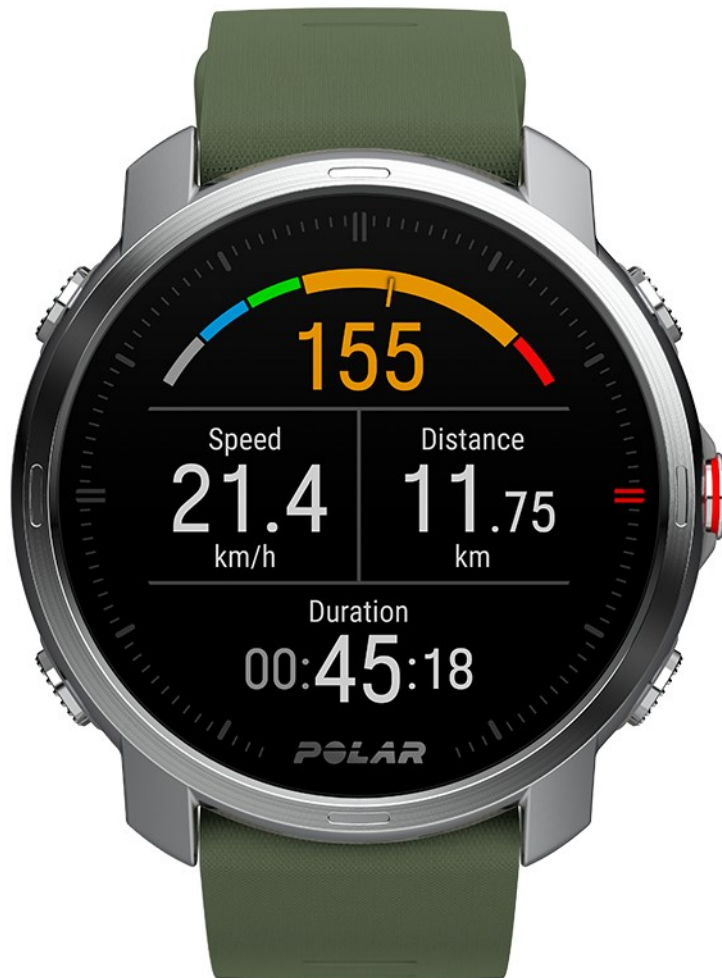 155
Speed Distance
21.4 11.75
km/h km
Duration
00:45:18
POLAR